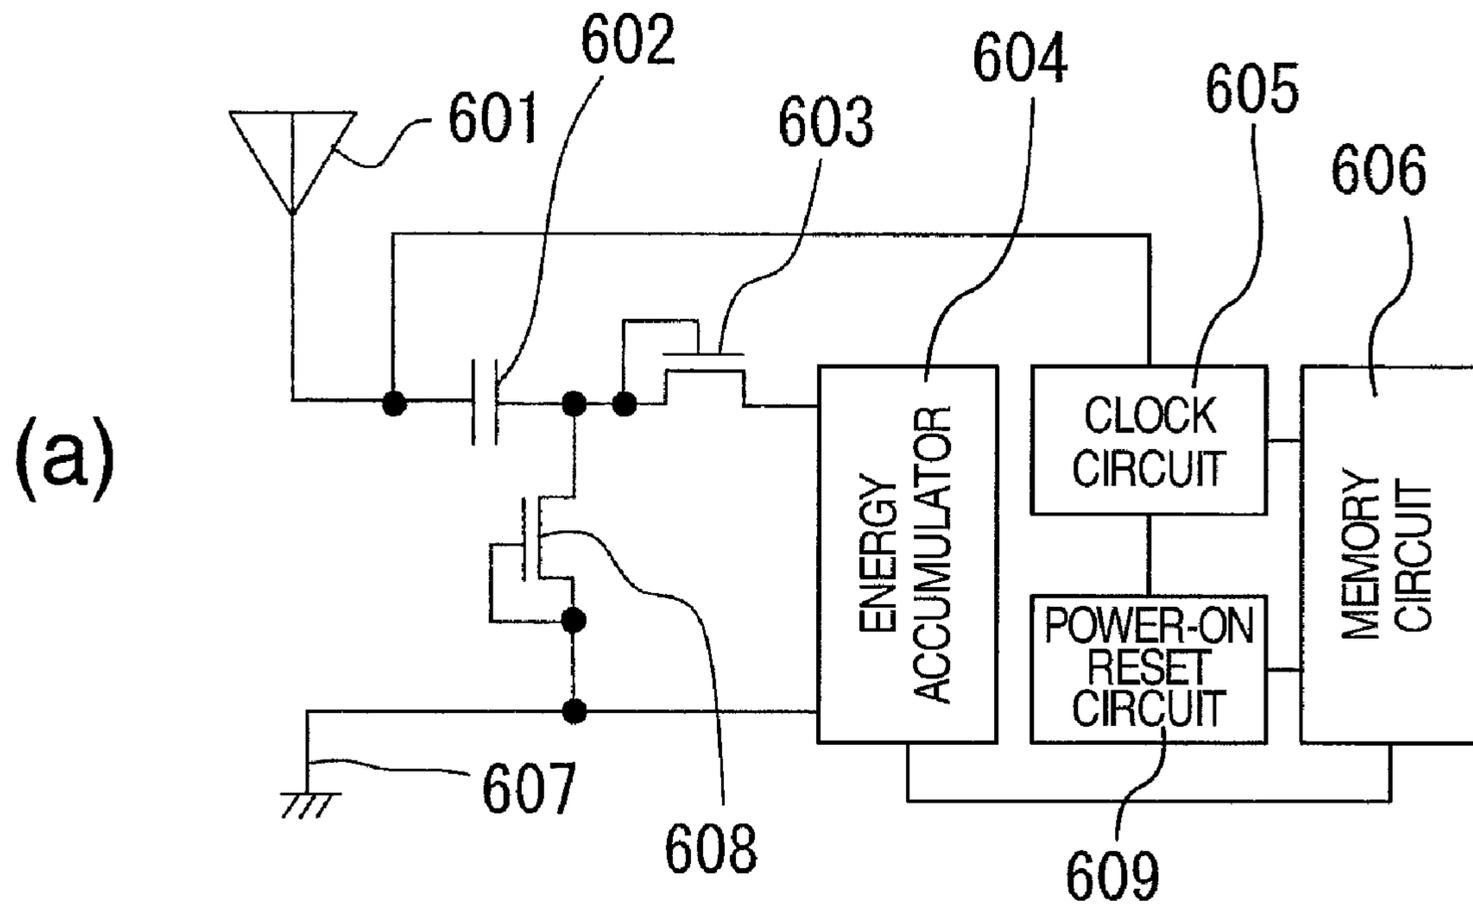 602
604
601
603
605
606
(a)
ENERGY
ACCUMULATOR
CLOCK
CIRCUIT
MEMORY
CIRCUIT
POWER-ON
RESET
CIRCUIT
607
608
609